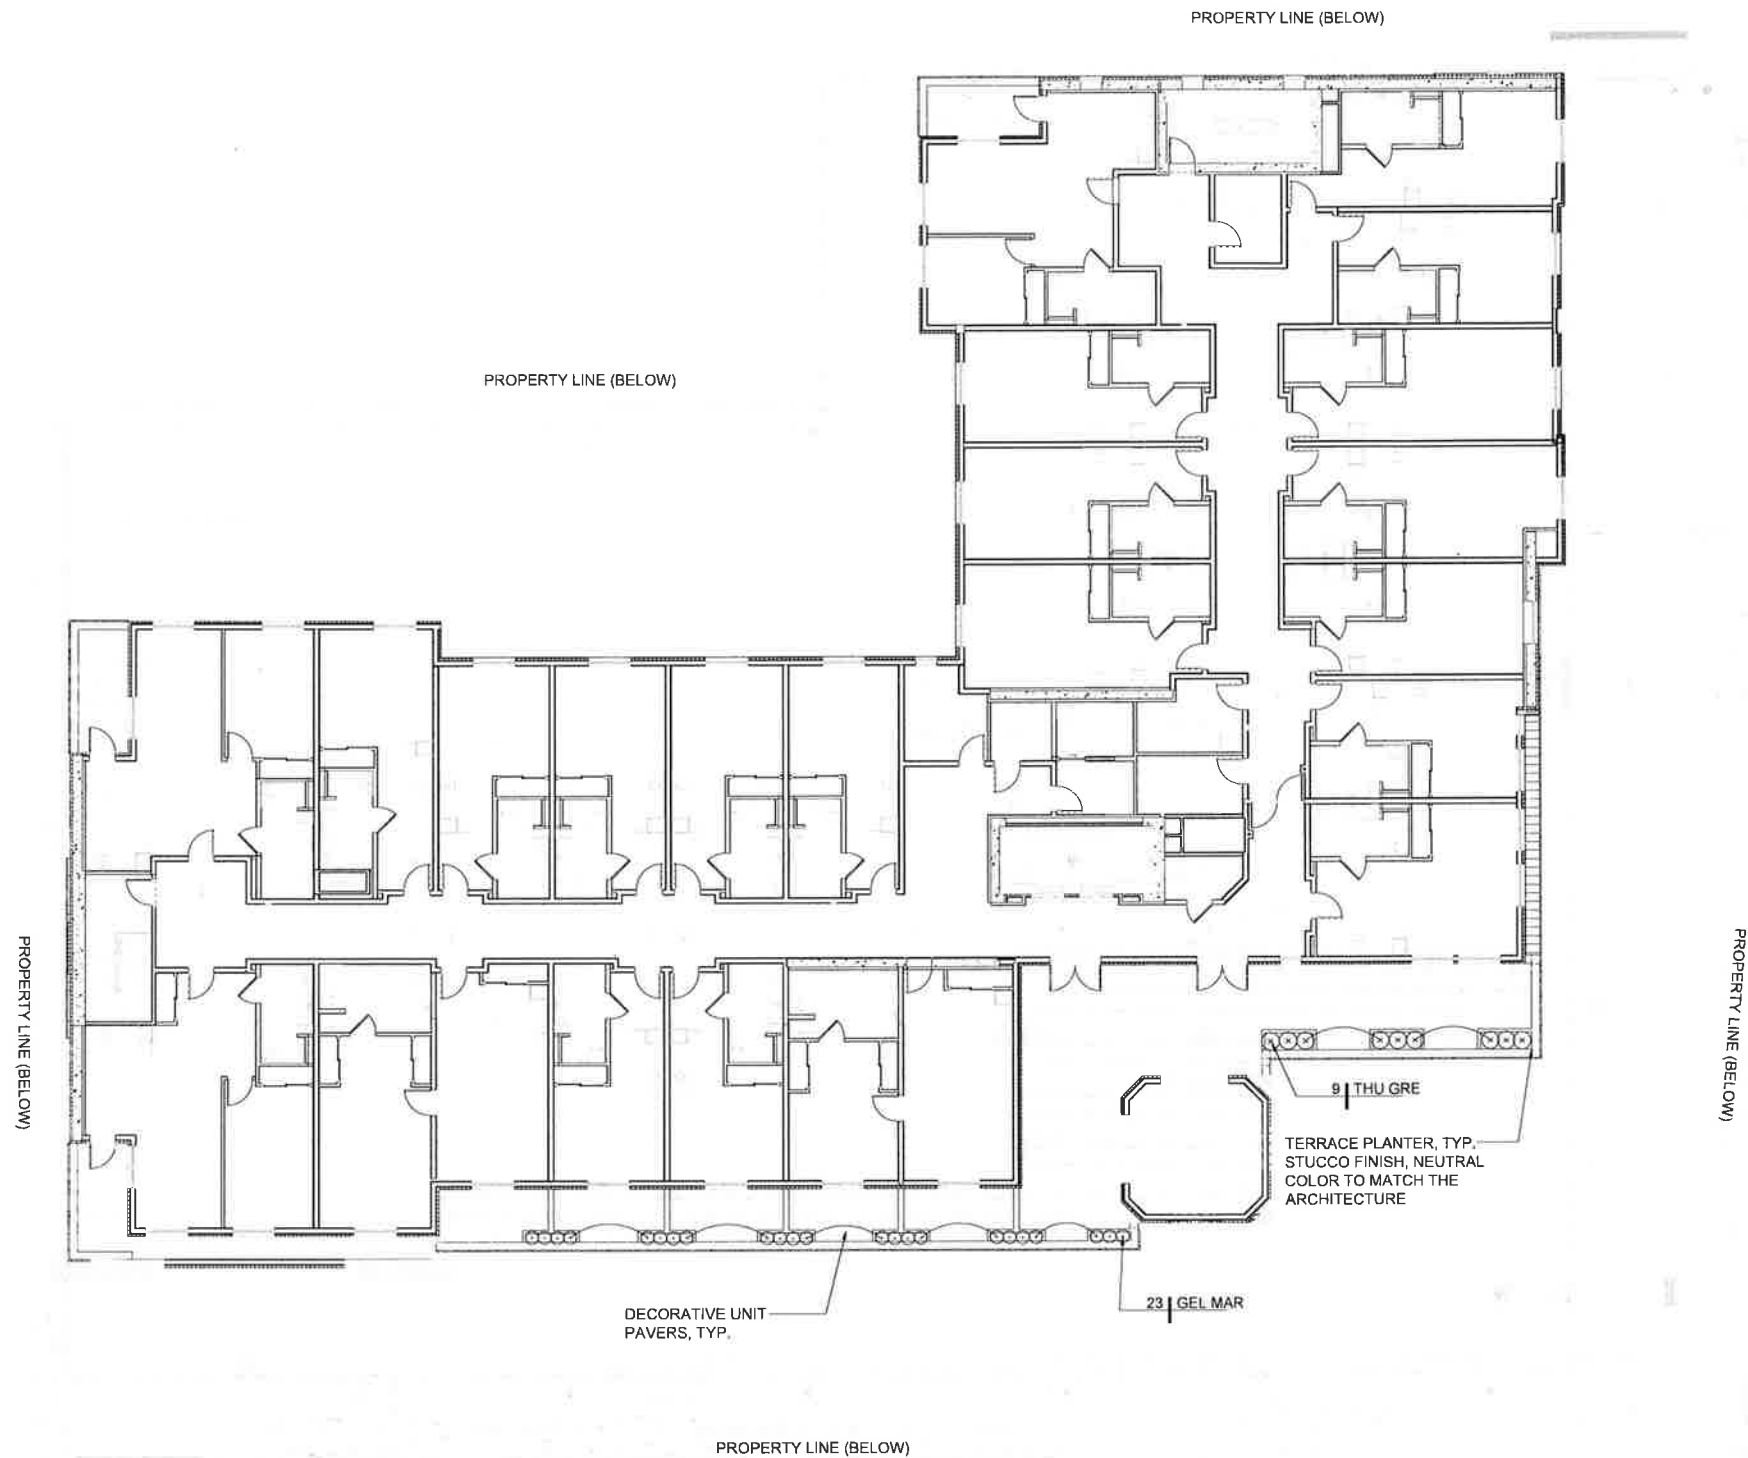 PROPERTY LINE (BELOW)
PROPERTY LINE (BELOW)
PROPERTY LINE (BELOW)
PROPERTY LINE (BELOW)
9 THU GRE
TERRACE PLANTER, TYP.
STUCCO FINISH, NEUTRAL
COLOR TO MATCH THE
ARCHITECTURE
23 GEL MAR
DECORATIVE UNIT
PAVERS, TYP.
PROPERTY LINE (BELOW)